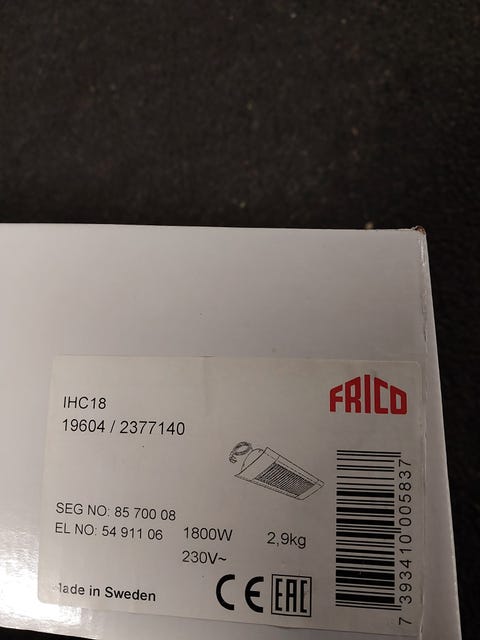 FRICO
IHC18
19604 / 2377140
SEG NO: 85 700 08
EL NO: 54 911 06
1800W
2,9kg
230V~
Made in Sweden
CE EAC
7 393410 005837